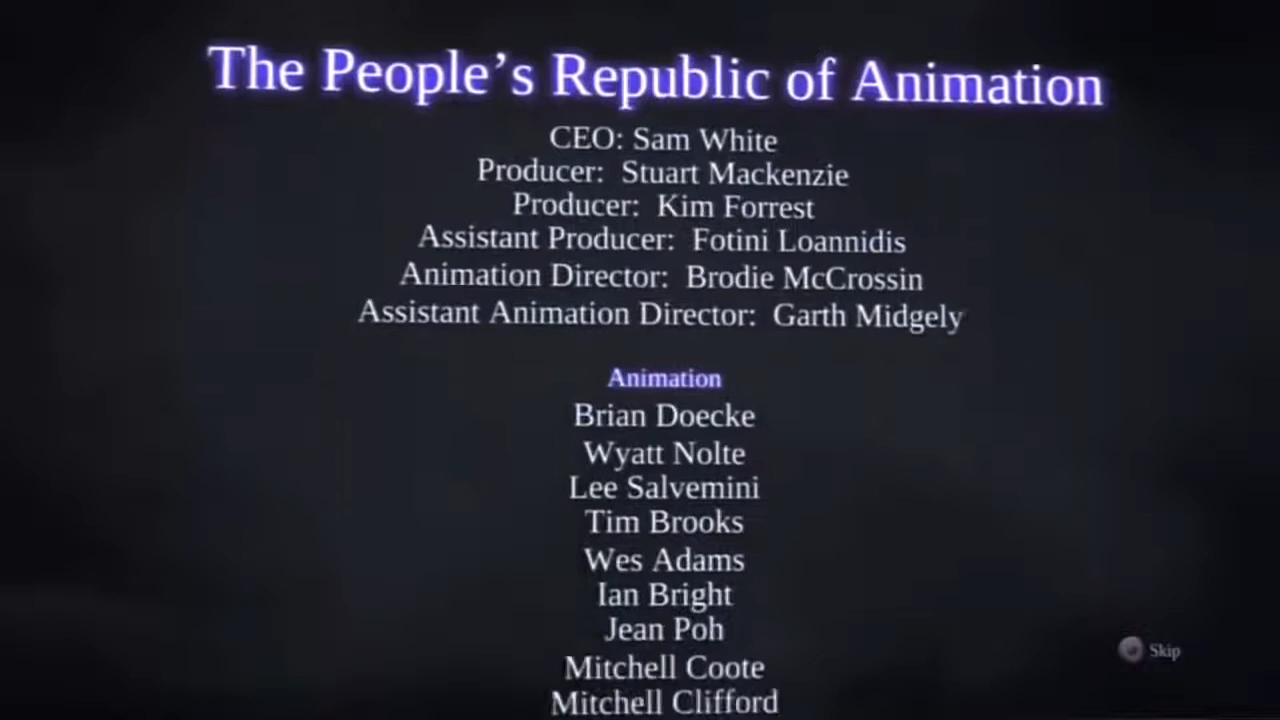 The People's Republic of Animation
CEO: Sam White
Producer:  Stuart Mackenzie
Producer:  Kim Forrest
Assistant Producer:  Fotini Loannidis
Animation Director:  Brodie McCrossin
Assistant Animation Director:  Garth Midgely
Animation
Brian Doecke
Wyatt Nolte
Lee Salvemini
Tim Brooks
Wes Adams
Ian Bright
Jean Poh
Mitchell Coote
Skip
Mitchell Clifford